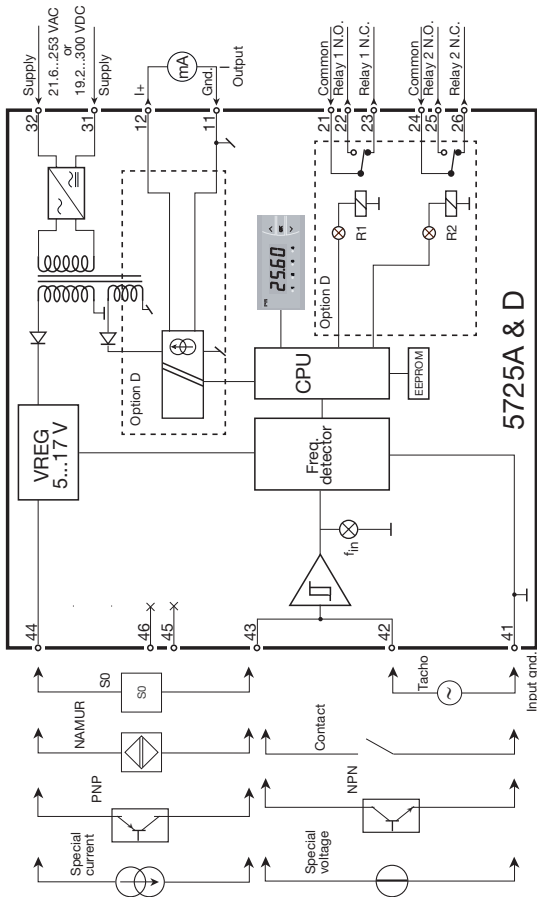 Supply
21.6...253 VAC
or
19.2...300 VDC
Supply
I+
mA
Gnd.
I
Output
Common
Relay 1 N.O.
Relay 1 N.C.
Common
Relay 2 N.O.
Relay 2 N.C.
32
31
12
11
21
22
23
24
25
26
Option D
25.60
R1
R2
Option D
VREG
5...17 V
CPU
EEPROM
Freq.
detector
5725A & D
fin
44
46
45
43
42
41
S0
S0
Tacho
Input gnd.
NAMUR
Contact
PNP
NPN
Special
current
Special
voltage